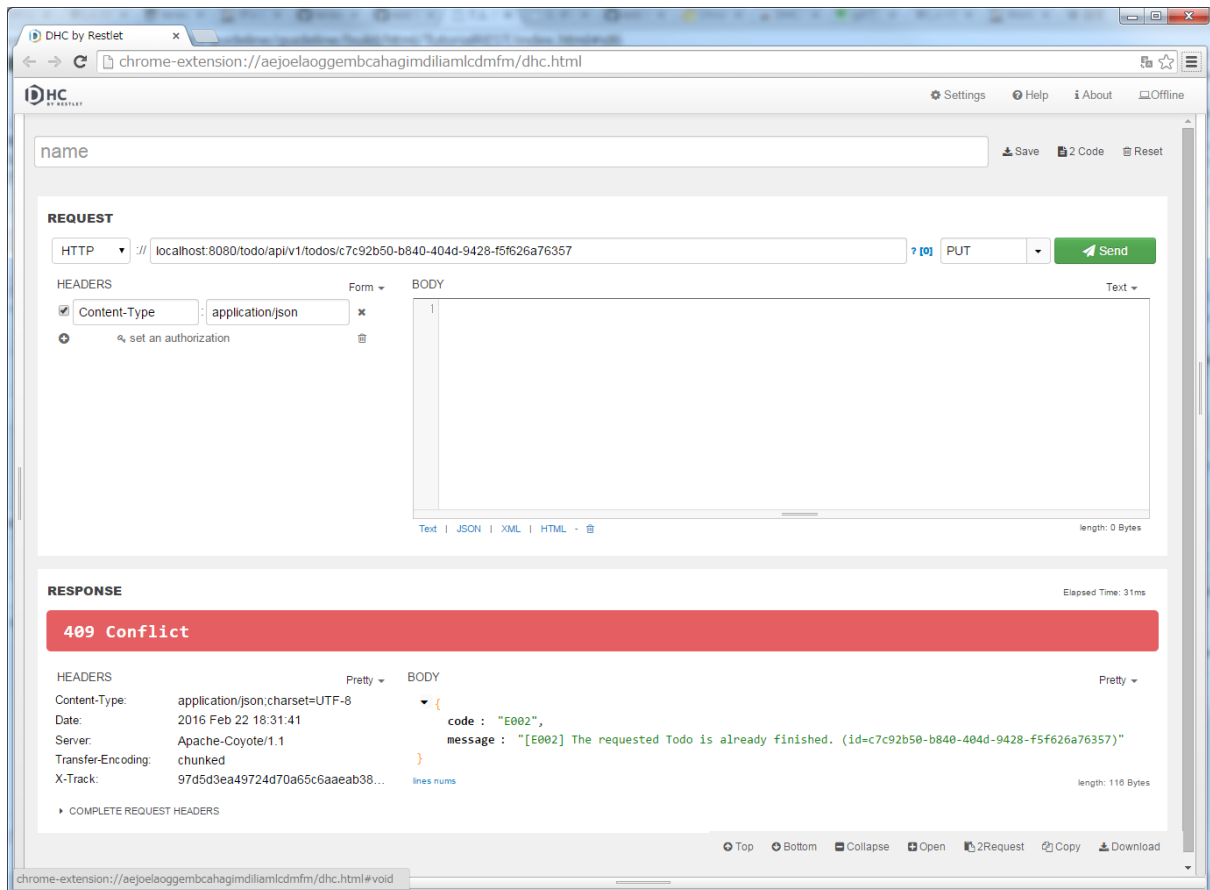 DHC by Restlet
chrome-extension://aejoelaoggembcahagimdiliamlcdmfm/dhc.html
DHC BY RESTLET Settings Help About Offline
name Save 2 Code Reset
REQUEST
HTTP :// localhost:8080/todo/api/v1/todos/c7c92b50-b840-404d-9428-f5f626a76357 ? [0] PUT Send
HEADERS Form BODY Text
Content-Type : application/json 1
set an authorization
Text | JSON | XML | HTML - length: 0 Bytes
RESPONSE Elapsed Time: 31ms
409 Conflict
HEADERS Pretty BODY Pretty
Content-Type: application/json;charset=UTF-8 {
Date: 2016 Feb 22 18:31:41 code : "E002",
Server: Apache-Coyote/1.1 message : "[E002] The requested Todo is already finished. (id=c7c92b50-b840-404d-9428-f5f626a76357)"
Transfer-Encoding: chunked }
X-Track: 97d5d3ea49724d70a65c6aaeab38... lines nums length: 116 Bytes
COMPLETE REQUEST HEADERS
Top Bottom Collapse Open 2Request Copy Download
chrome-extension://aejoelaoggembcahagimdiliamlcdmfm/dhc.html#void